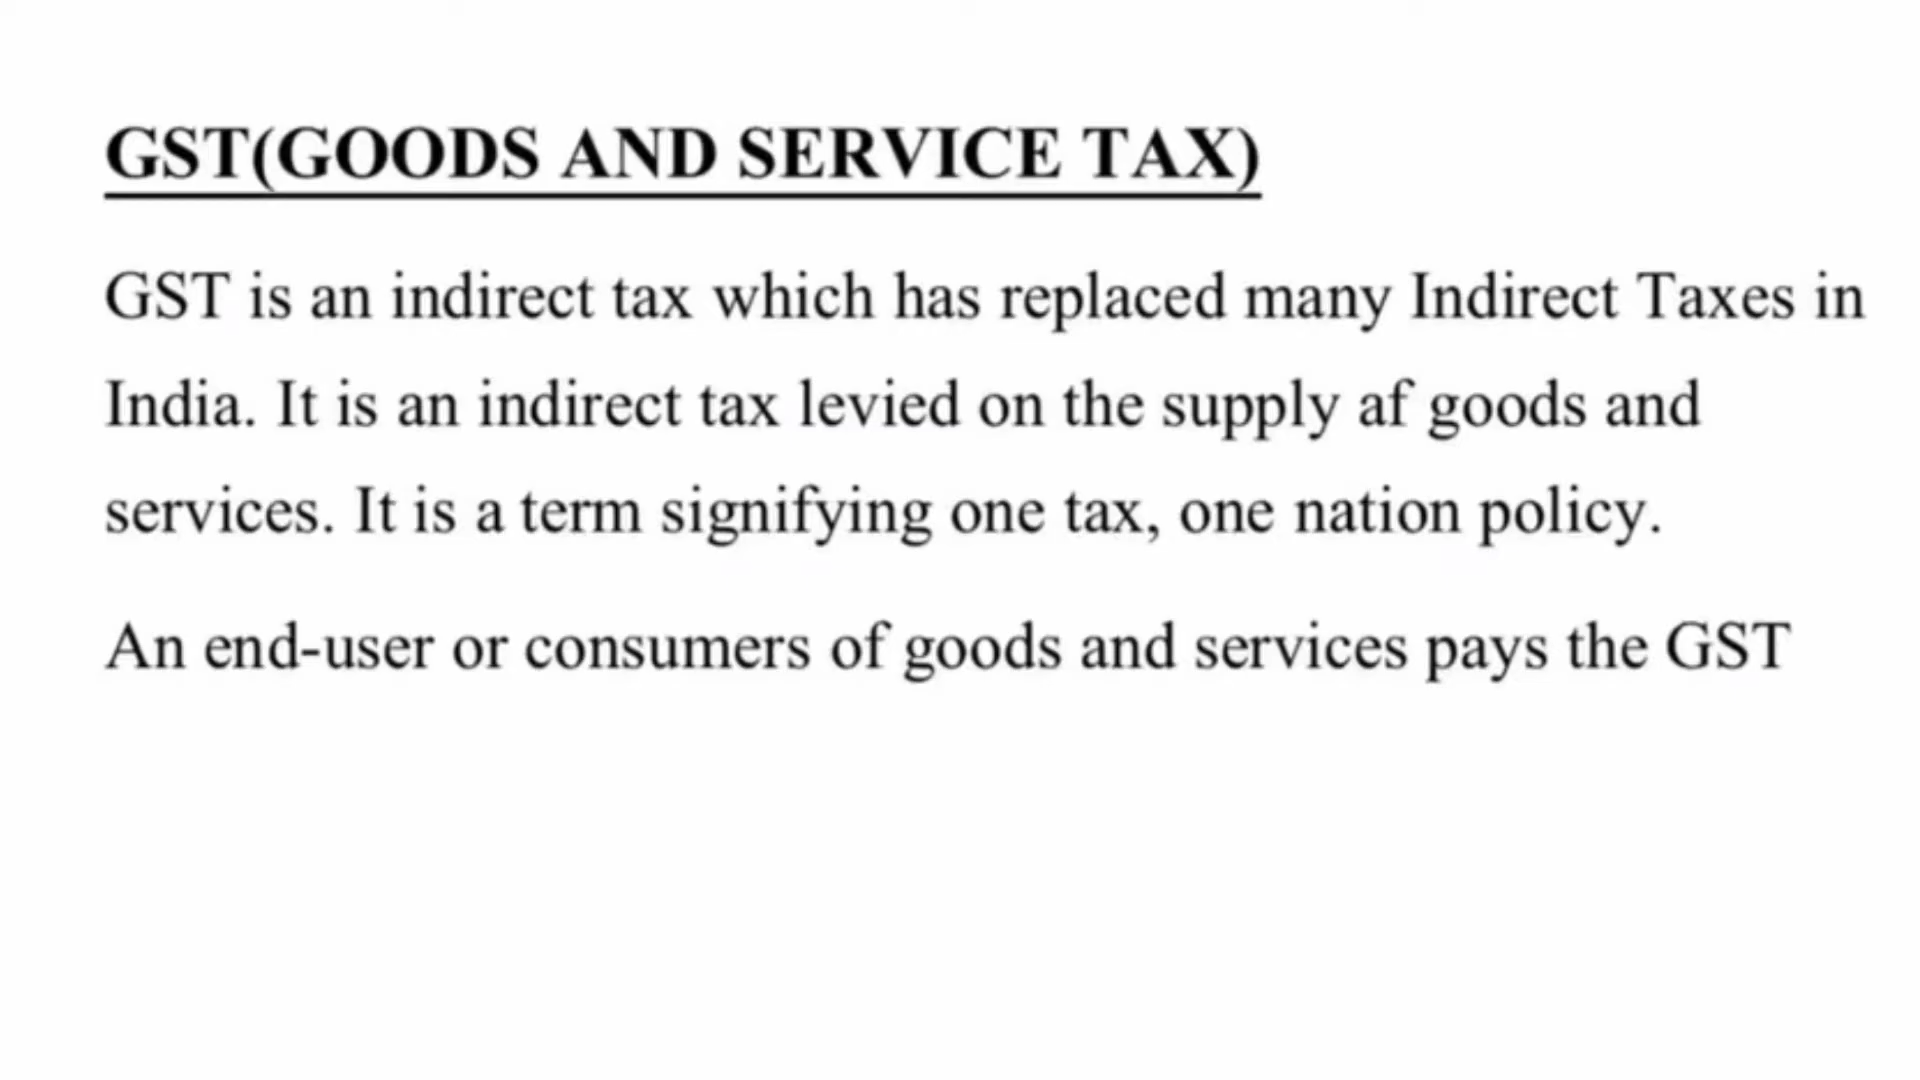 GST(GOODS AND SERVICE TAX)
GST is an indirect tax which has replaced many Indirect Taxes in
India. It is an indirect tax levied on the supply af goods and
services. It is a term signifying one tax, one nation policy.
An end-user or consumers of goods and services pays the GST